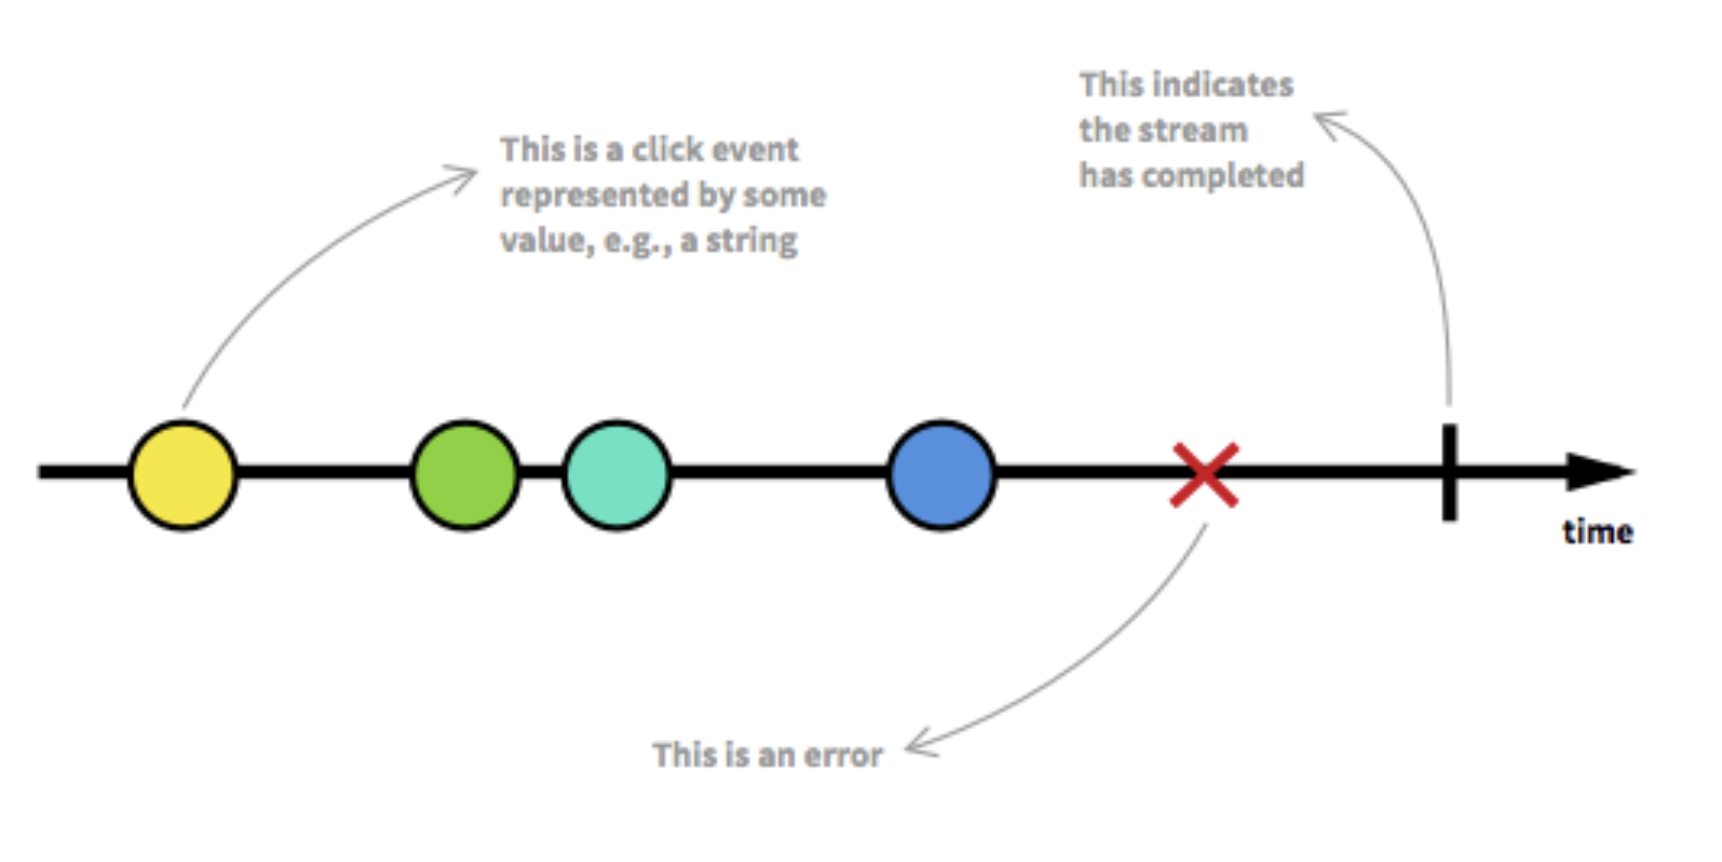 This is a click event
represented by some
value, e.g., a string
This indicates
the stream
has completed
time
This is an error